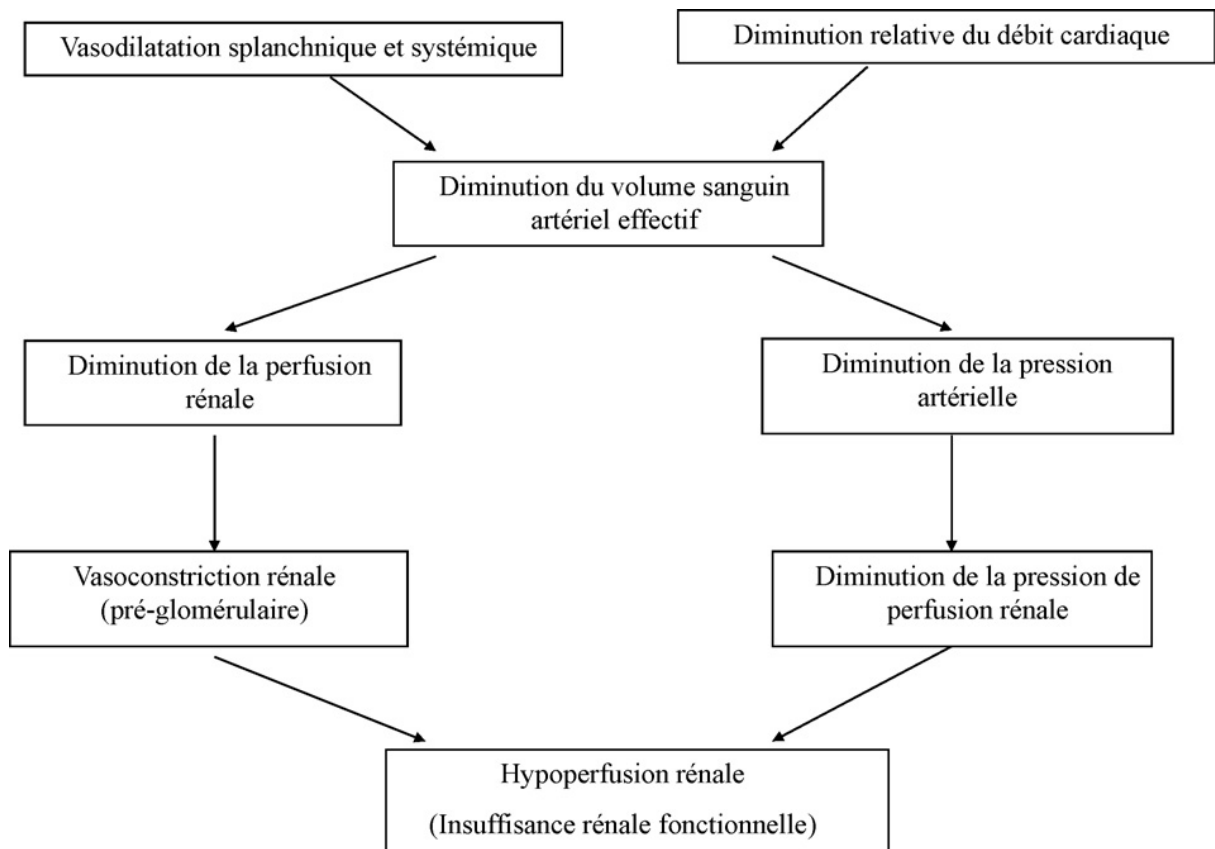 Vasodilatation splanchnique et systémique
Diminution relative du débit cardiaque
Diminution du volume sanguin
artériel effectif
Diminution de la perfusion
rénale
Diminution de la pression
artérielle
Vasoconstriction rénale
(pré-glomérulaire)
Diminution de la pression de
perfusion rénale
Hypoperfusion rénale
(Insuffisance rénale fonctionnelle)